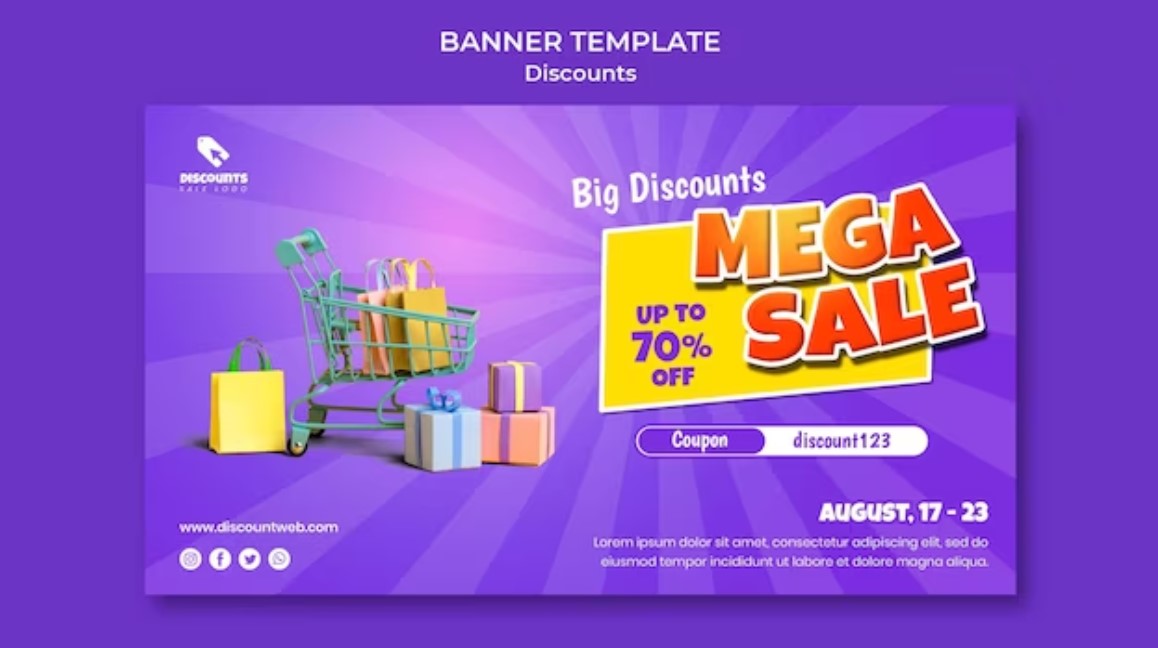 BANNER TEMPLATE
Discounts
DISCOUNTS
SALE LOGO
Big Discounts
MEGA
SALE
UP TO
70%
OFF
Coupon discount123
AUGUST, 17 - 23
www.discountweb.com
Lorem ipsum dolor sit amet, consectetur adipiscing elit, sed do
eiusmod tempor incididunt ut labore et dolore magna aliqua.